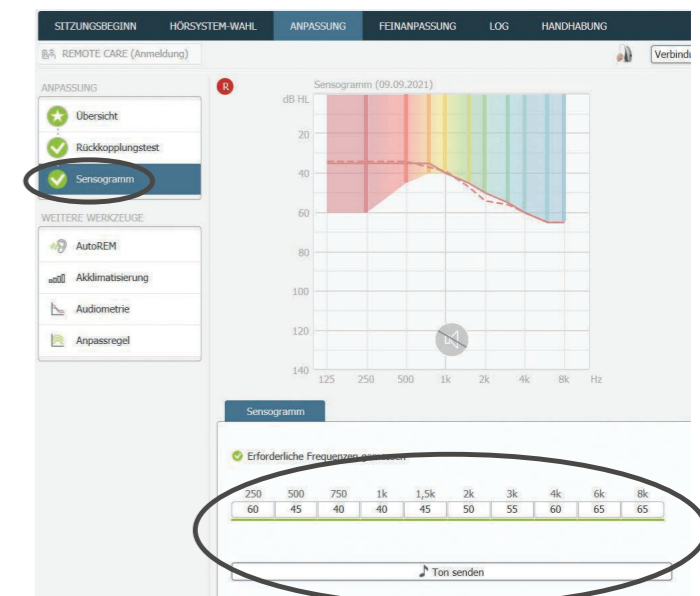 SITZUNGSBEGINN HÖRSYSTEM-WAHL ANPASSUNG FEINANPASSUNG LOG HANDHABUNG
REMOTE CARE (Anmeldung)
ANPASSUNG
Übersicht
Rückkopplungstest
Sensogramm
WEITERE WERKZEUGE
AutoREM
Akklimatisierung
Audiometrie
Anpassregel
R
Sensogramm (09.09.2021)
dB HL
20
40
60
80
100
120
140
125 250 500 1k 2k 4k 8k Hz
Sensogramm
Erforderliche Frequenzen
250 500 750 1k 1,5k 2k 3k 4k 6k 8k
60 45 40 40 45 50 55 60 65 65
Ton senden